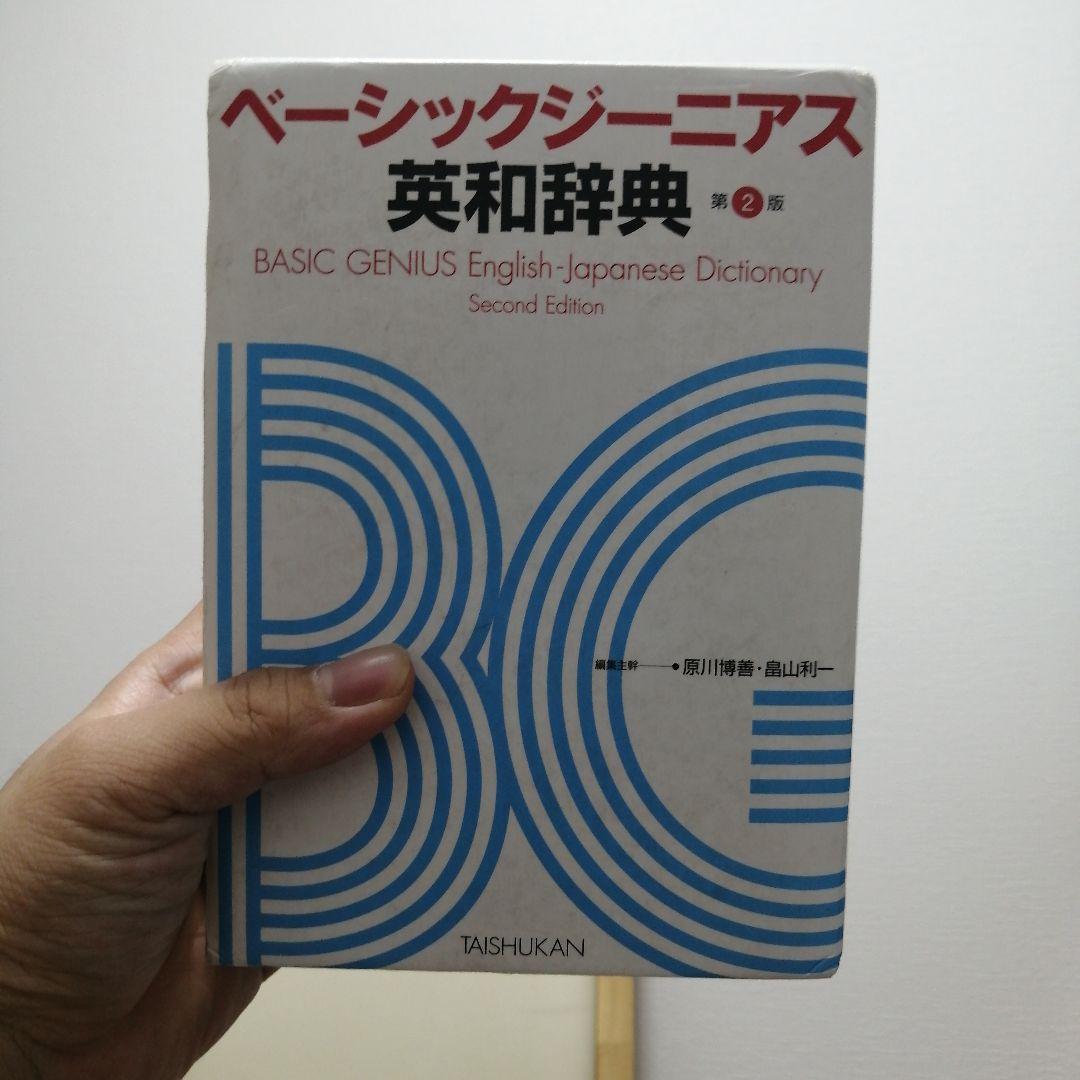 ベーシックジーニアス
英和辞典 第2版
BASIC GENIUS English-Japanese Dictionary
Second Edition
BG
編集主幹 原川博善・畠山利一
TAISHUKAN